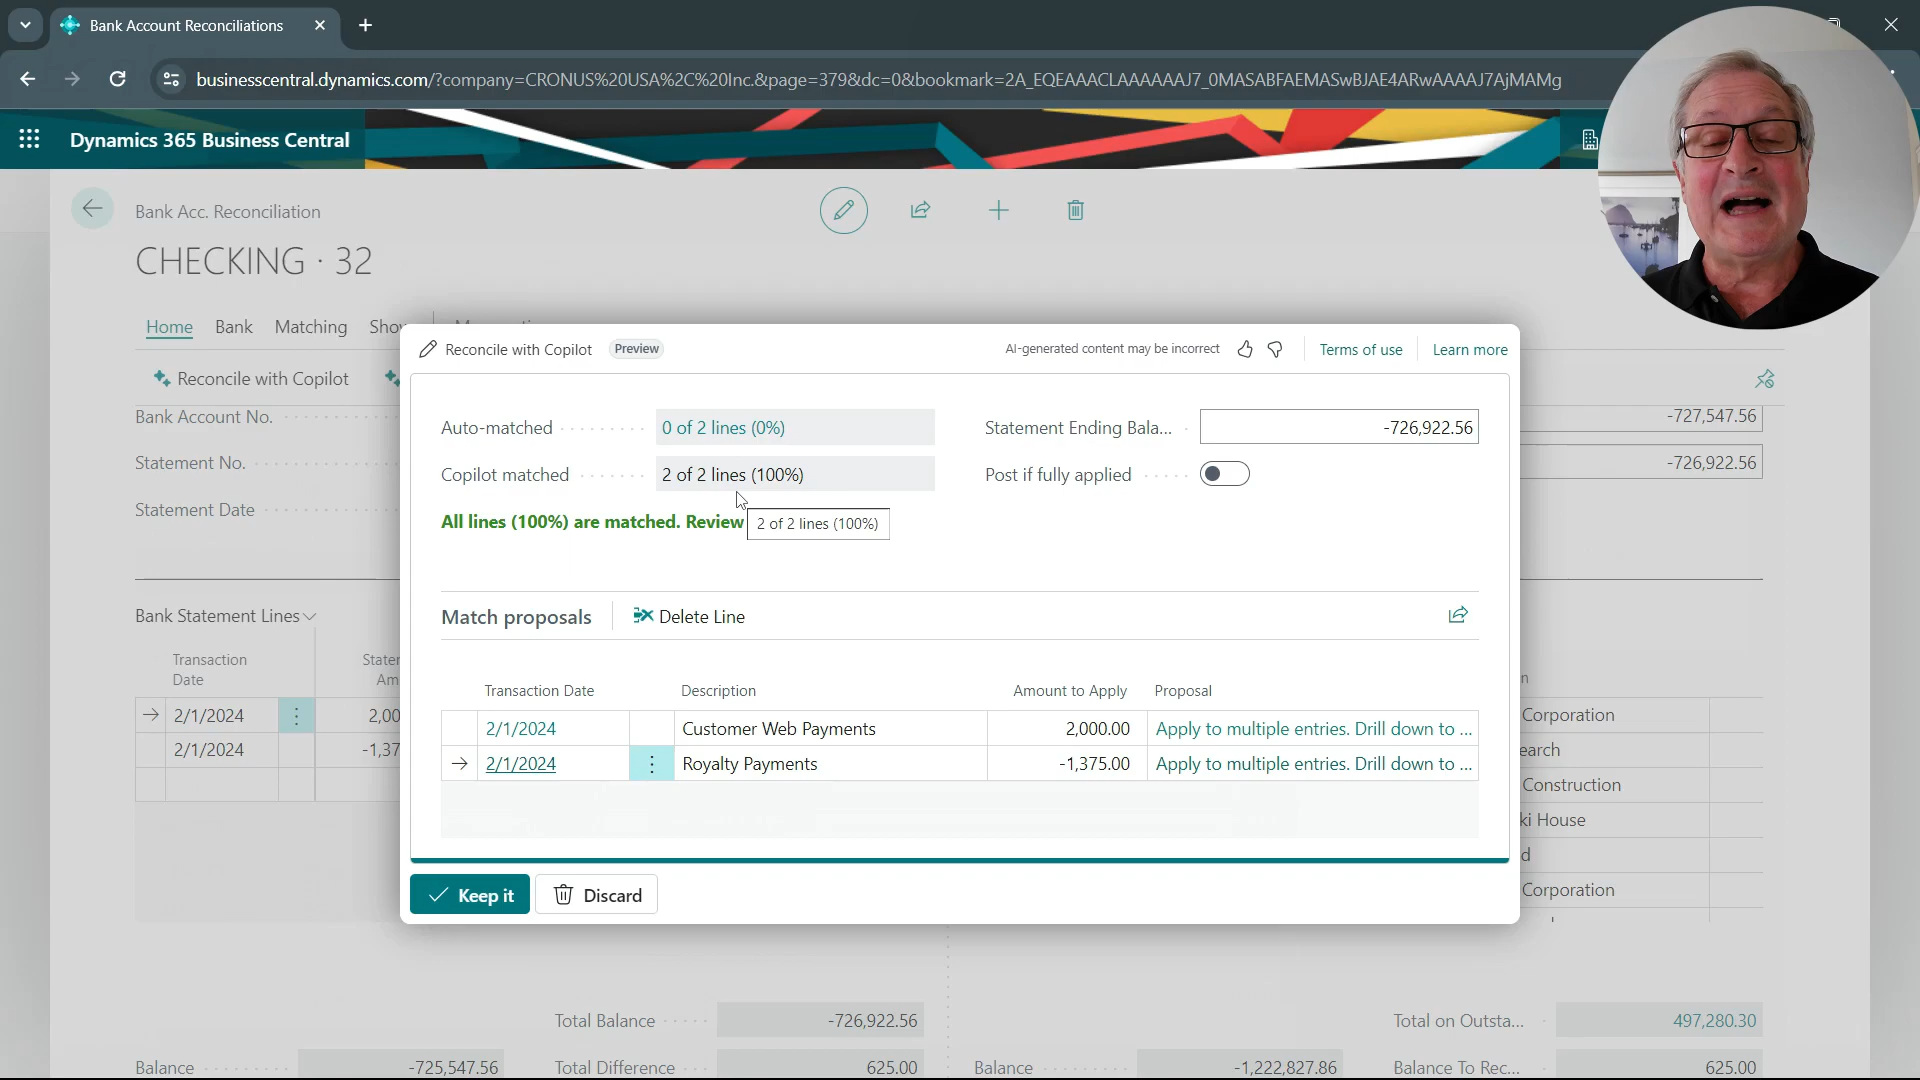 Bank Account Reconciliations
businesscentral.dynamics.com/?company=CRONUS%20USA%2C%20Inc.&page=379&dc=0&bookmark=2A_EQEAAACLAAAAAAJ7_0MASABFAEMASwBJAE4ARwAAAAJ7AjMAMg
Dynamics 365 Business Central
Bank Acc. Reconciliation
CHECKING · 32
Home Bank Matching Show
Reconcile with Copilot
Bank Account No.
-727,547.56
Statement No.
-726,922.56
Statement Date
Reconcile with Copilot Preview AI-generated content may be incorrect Terms of use Learn more
Auto-matched 0 of 2 lines (0%) Statement Ending Bala... -726,922.56
Copilot matched 2 of 2 lines (100%) Post if fully applied
All lines (100%) are matched. Review
2 of 2 lines (100%)
Match proposals Delete Line
Transaction Date Description Amount to Apply Proposal
2/1/2024 Customer Web Payments 2,000.00 Apply to multiple entries. Drill down to ...
2/1/2024 Royalty Payments -1,375.00 Apply to multiple entries. Drill down to ...
Keep it Discard
Bank Statement Lines
Transaction Date
2/1/2024 2,00
2/1/2024 -1,37
Corporation
earch
Construction
ki House
d
Corporation
Total Balance -726,922.56
Total on Outsta... 497,280.30
Balance -725,547.56 Total Difference 625.00
Balance -1,222,827.86 Balance To Rec... 625.00